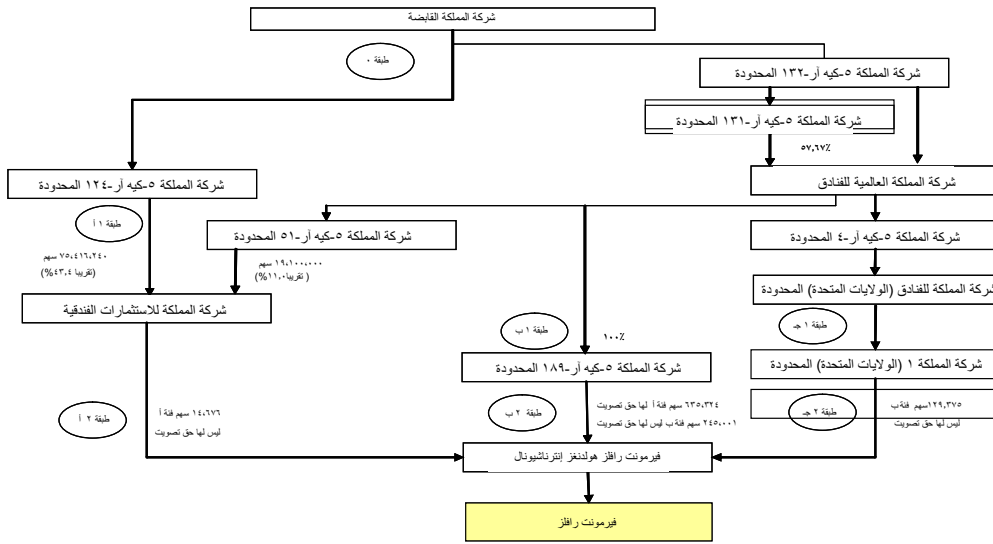 شركة المملكة القابضة
طبقة ٠
شركة المملكة ٥-كيه آر-١٣٢ المحدودة
شركة المملكة ٥-كيه آر-١٣١ المحدودة
٥٧,٦٧٪
شركة المملكة ٥-كيه آر-١٢٤ المحدودة
شركة المملكة العالمية للفنادق
طبقة ١ أ
شركة المملكة ٥-كيه آر-٥١ المحدودة
شركة المملكة ٥-كيه آر-٤ المحدودة
٧٥,٤١٦,٢٤٠ سهم
(تقريبا ٤٣,٤%)
١٩,١٠٠,٠٠٠ سهم
( تقريبا ١١,٠%)
شركة المملكة للفنادق (الولايات المتحدة) المحدودة
شركة المملكة للاستثمارات الفندقية
طبقة ١ ب
١٠٠٪
طبقة ١ جـ
شركة المملكة ٥-كيه آر-١٨٩ المحدودة
شركة المملكة ١ (الولايات المتحدة) المحدودة
طبقة ٢ أ
١٤,٦٧٦ سهم فئة أ
ليس لها حق تصويت
طبقة ٢ ب
٦٣٥,٣٢٤ سهم فئة أ لها حق تصويت
٢٤٥,٠٠١ سهم فئة ب ليس لها حق تصويت
طبقة ٢ جـ
١٢٩,٣٧٥سهم فئة ب
ليس لها حق تصويت
فيرمونت رافلز هولدنغز إنترناشيونال
فيرمونت رافلز